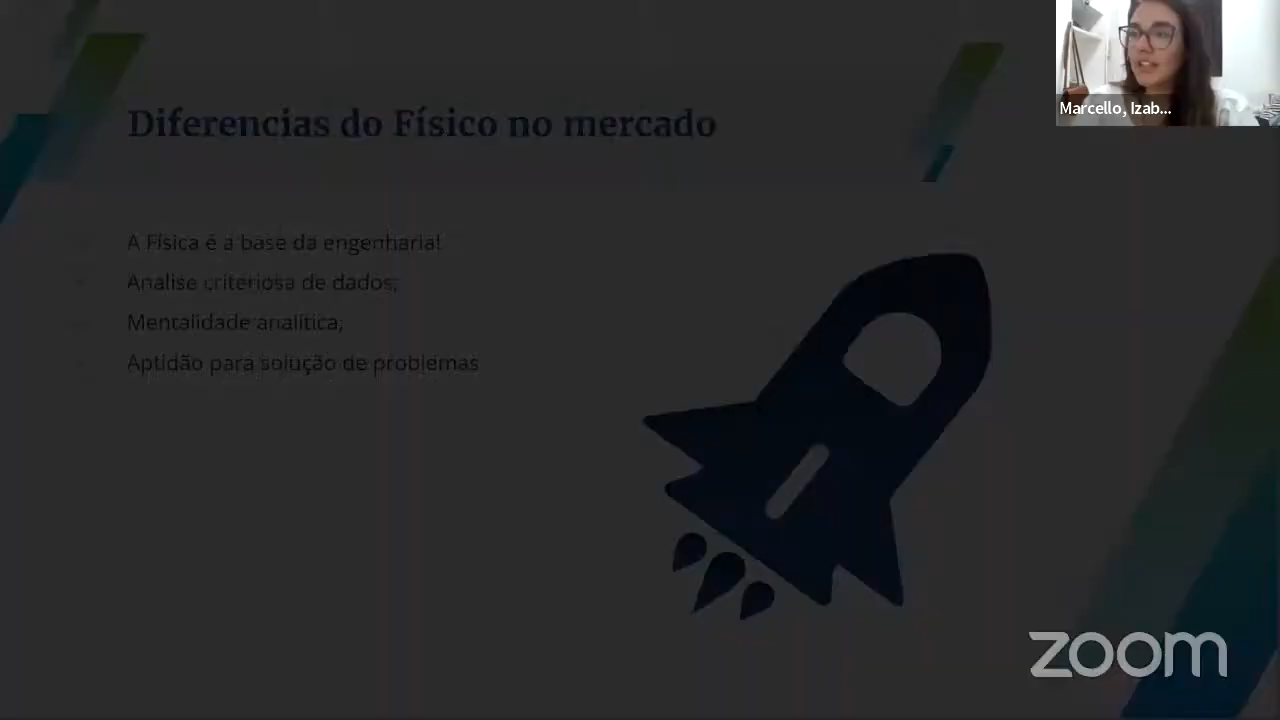 Diferencias do Físico no mercado
Marcello, Izab...
A Física é a base da engenharia!
Analise criteriosa de dados;
Mentalidade analítica;
Aptidão para solução de problemas
zoom